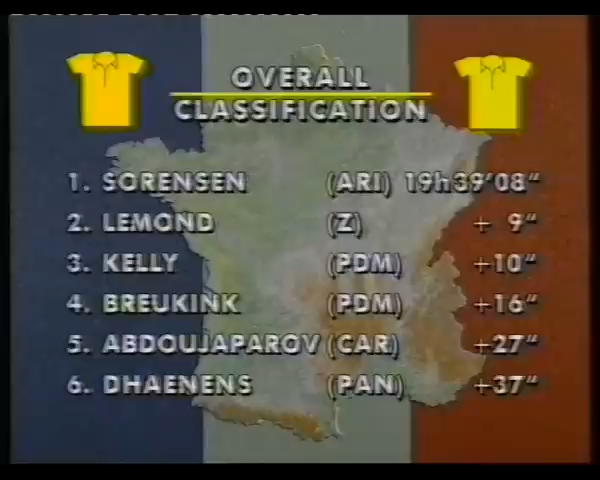 OVERALL
CLASSIFICATION
1. SORENSEN (ARI) 19h39'08"
2. LEMOND (Z) + 9"
3. KELLY (PDM) +10"
4. BREUKINK (PDM) +16"
5. ABDOUJAPAROV (CAR) +27"
6. DHAENENS (PAN) +37"